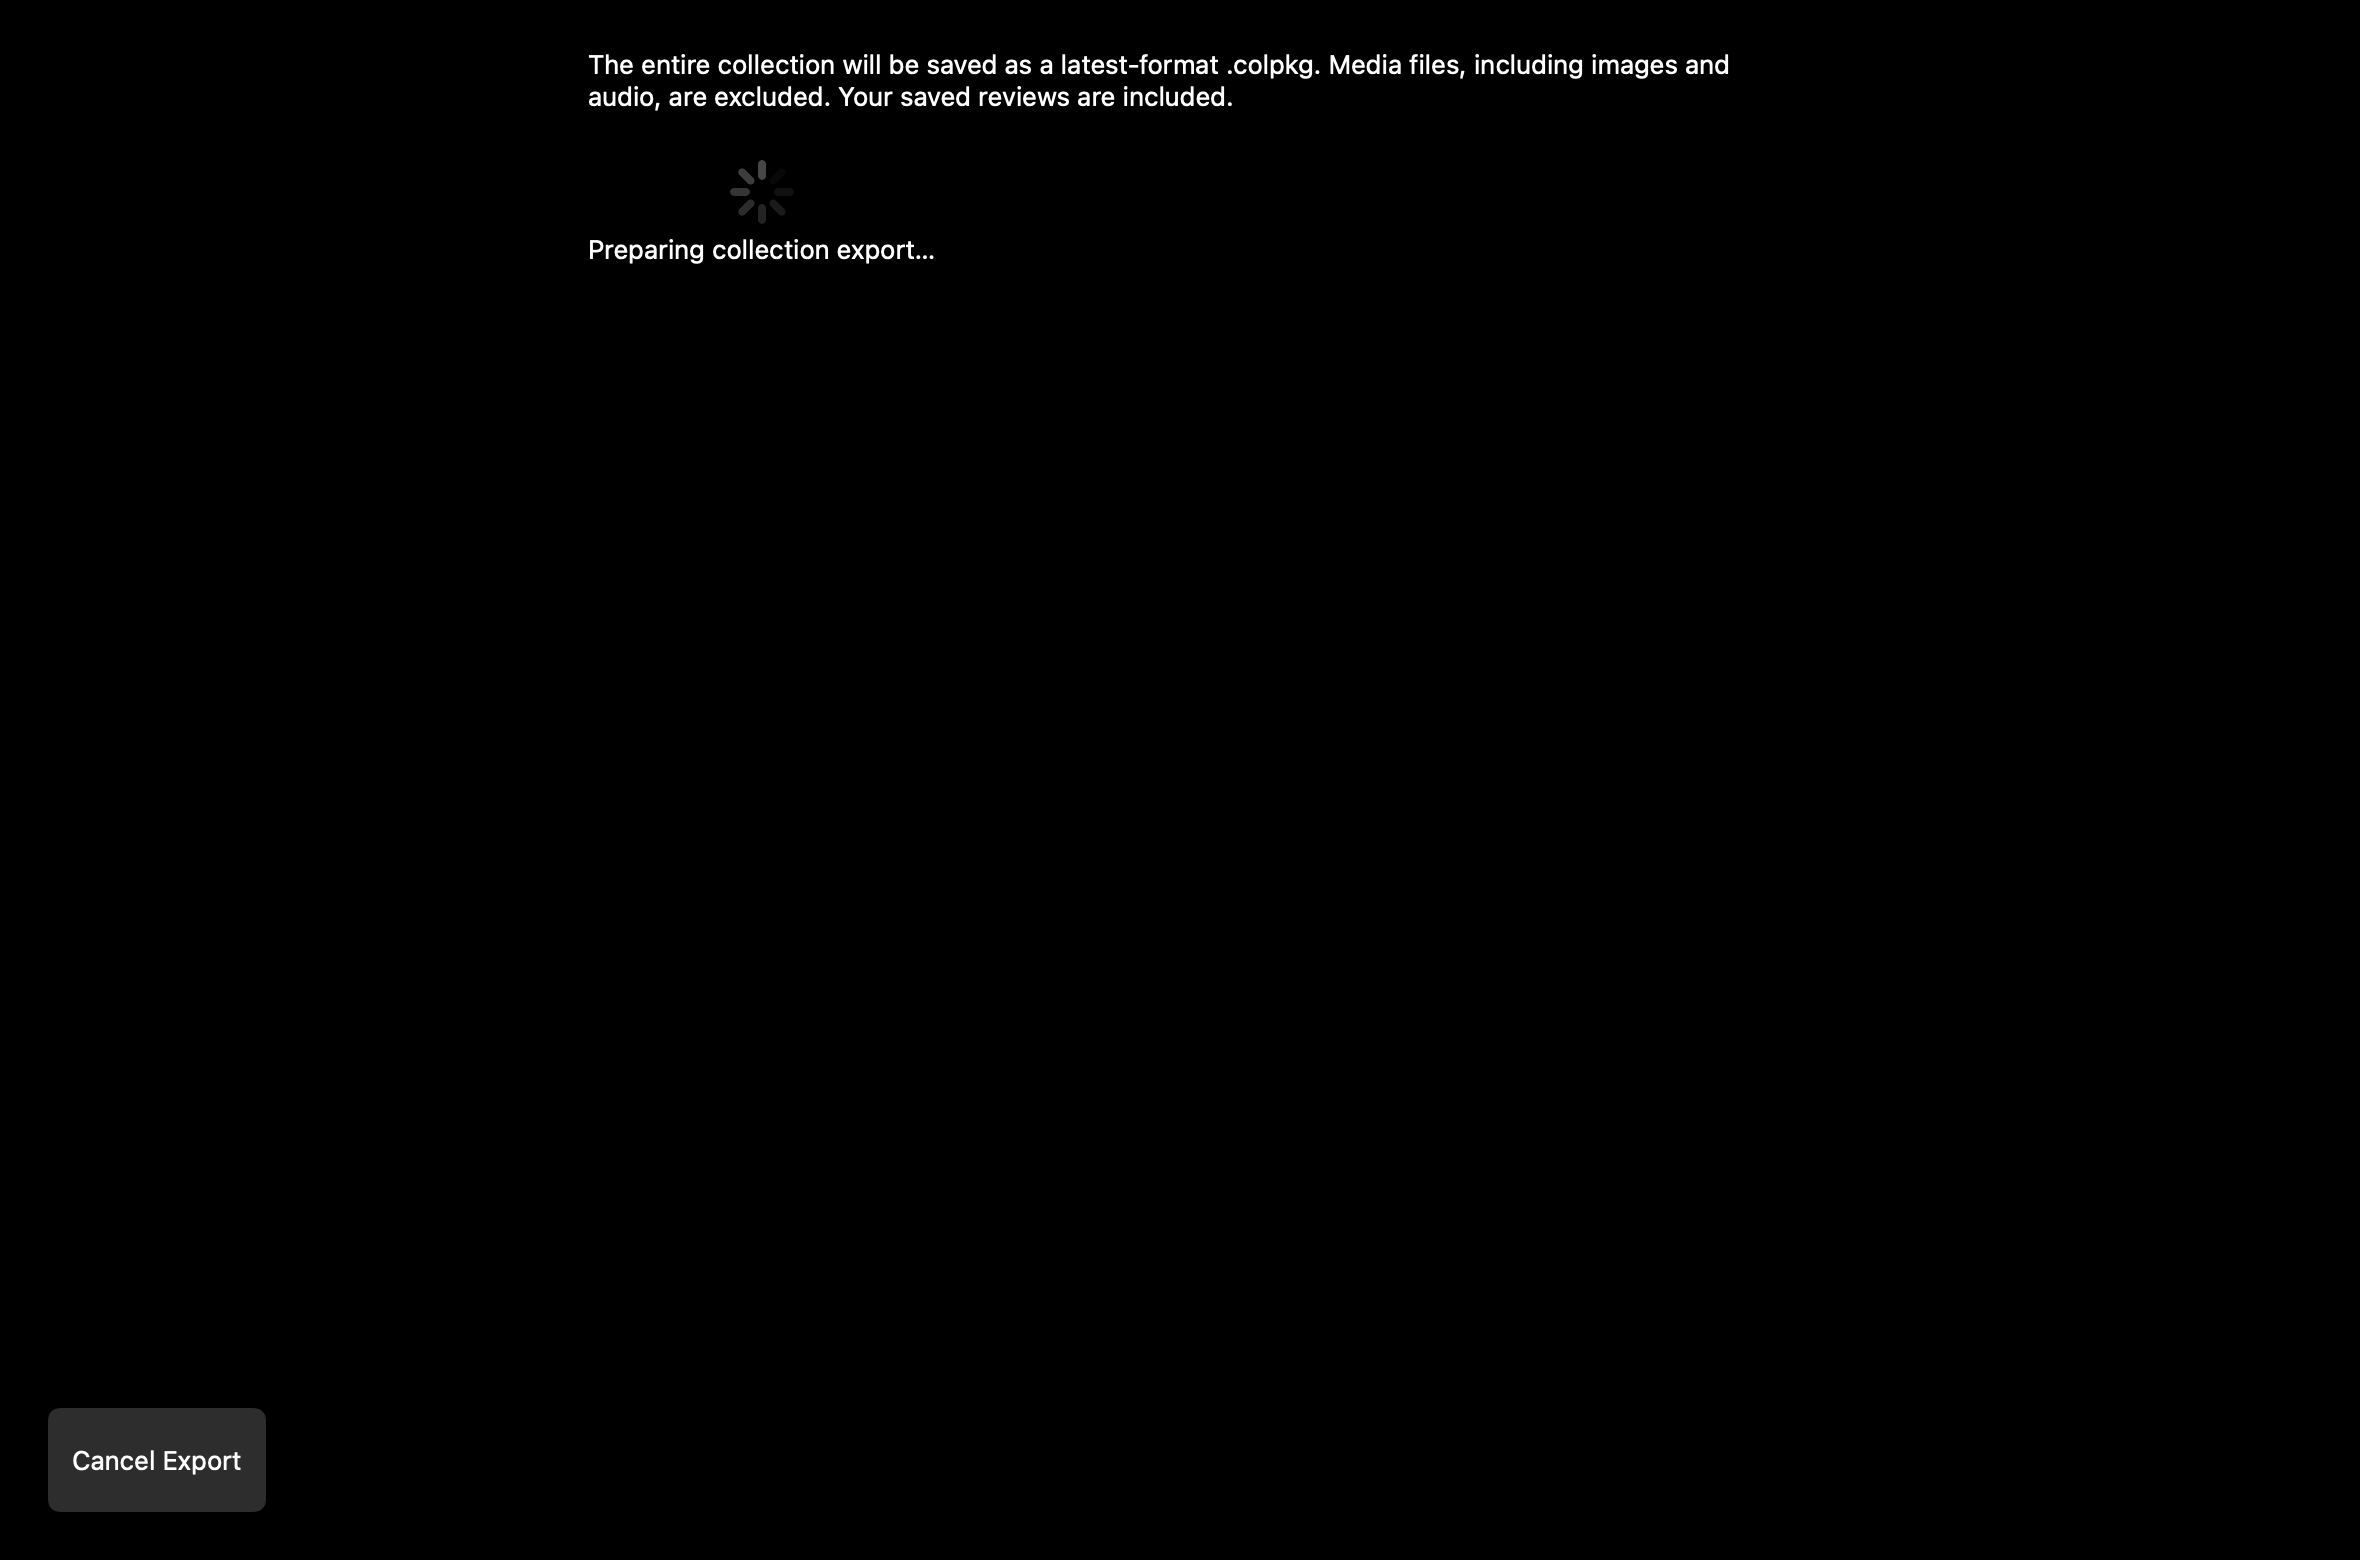 The entire collection will be saved as a latest-format .colpkg. Media files, including images and
audio, are excluded. Your saved reviews are included.
Preparing collection export...
Cancel Export